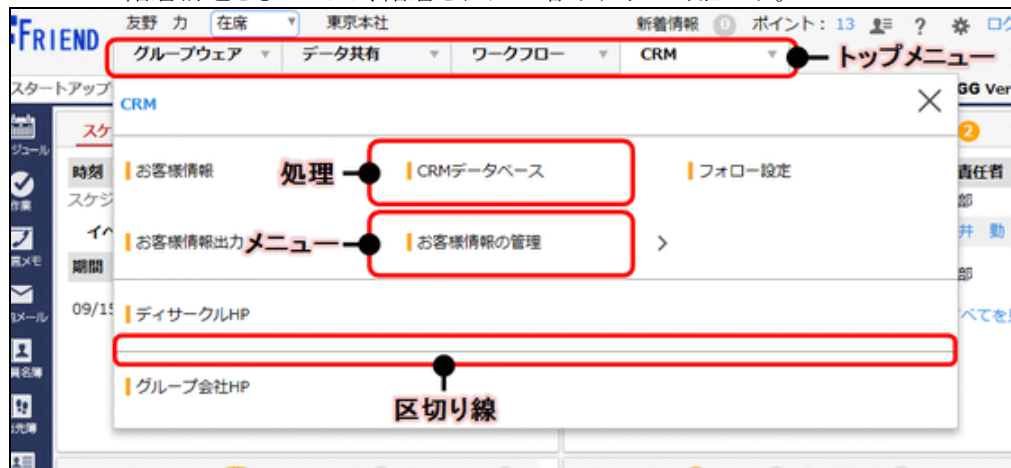 FRIEND 友野 力 在席 東京本社 新着情報 0 ポイント: 13 ? ログ
グループウェア データ共有 ワークフロー CRM トップメニュー
スタートアップ GG Ver
CRM
スケ 2
時刻 お客様情報 処理 CRMデータベース フォロー設定 責任者
スケジ 部
イベ お客様情報出力 メニュー お客様情報の管理 > 井 勤
期間 部
09/15 ディサークルHP べてを見
グループ会社HP
区切り線